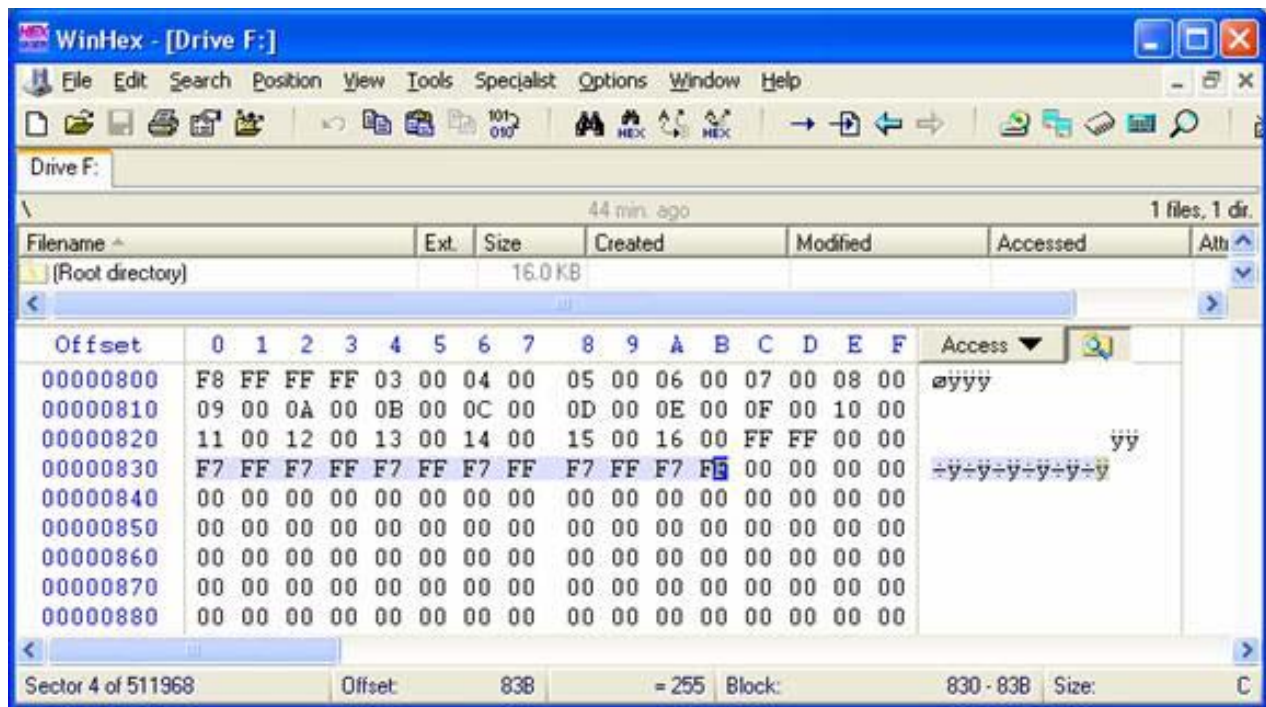 WinHex - [Drive F:]
File Edit Search Position View Tools Specialist Options Window Help
Drive F:
\ 44 min. ago 1 files, 1 dir.
Filename Ext. Size Created Modified Accessed
(Root directory) 16.0 KB
Offset 0 1 2 3 4 5 6 7 8 9 A B C D E F Access
00000800 F8 FF FF FF 03 00 04 00 05 00 06 00 07 00 08 00 øÿÿÿ
00000810 09 00 0A 00 0B 00 0C 00 0D 00 0E 00 0F 00 10 00
00000820 11 00 12 00 13 00 14 00 15 00 16 00 FF FF 00 00 ÿÿ
00000830 F7 FF F7 FF F7 FF F7 FF F7 FF F7 FF 00 00 00 00 ÷ÿ÷ÿ÷ÿ÷ÿ÷ÿ÷ÿ
00000840 00 00 00 00 00 00 00 00 00 00 00 00 00 00 00 00
00000850 00 00 00 00 00 00 00 00 00 00 00 00 00 00 00 00
00000860 00 00 00 00 00 00 00 00 00 00 00 00 00 00 00 00
00000870 00 00 00 00 00 00 00 00 00 00 00 00 00 00 00 00
00000880 00 00 00 00 00 00 00 00 00 00 00 00 00 00 00 00
Sector 4 of 511968 Offset: 83B = 255 Block: 830 - 83B Size: C